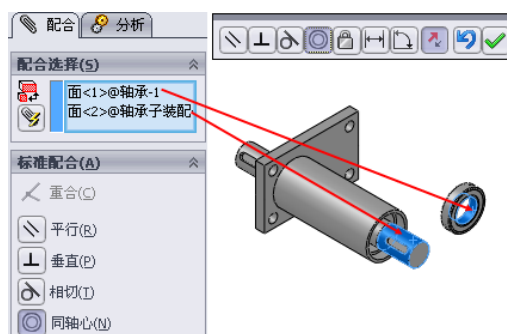 配合 分析
配合选择(S)
面<1>@轴承-1
面<2>@轴承子装配
标准配合(A)
重合(C)
平行(R)
垂直(P)
相切(T)
同轴心(N)